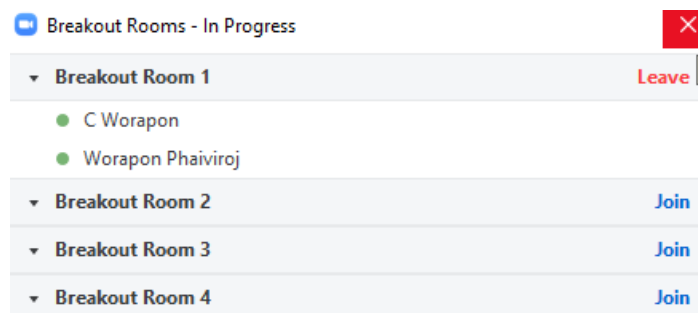 Breakout Rooms - In Progress
Breakout Room 1 Leave
C Worapon
Worapon Phaiviroj
Breakout Room 2 Join
Breakout Room 3 Join
Breakout Room 4 Join